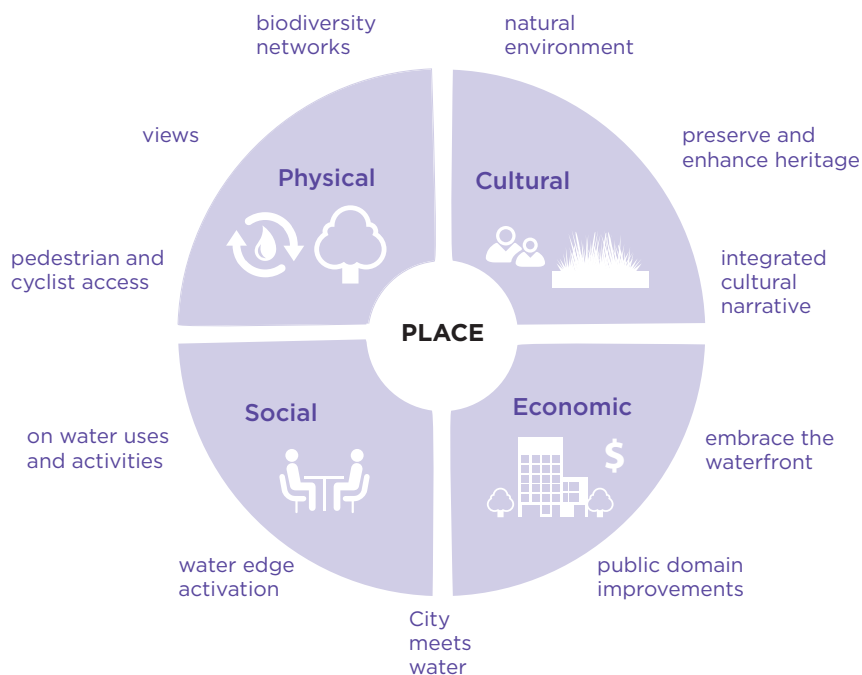 biodiversity
networks
natural
environment
views
preserve and
enhance heritage
Physical
Cultural
pedestrian and
cyclist access
integrated
cultural
narrative
PLACE
Social
Economic
on water uses
and activities
embrace the
waterfront
$
water edge
activation
public domain
improvements
City
meets
water